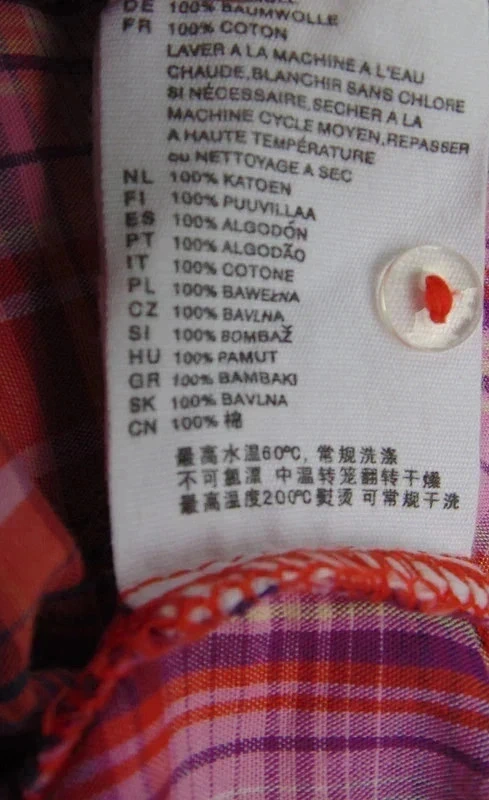 DE 100% BAUMWOLLE
FR 100% COTON
LAVER A LA MACHINE A L'EAU
CHAUDE,BLANCHIR SANS CHLORE
SI NÉCESSAIRE,SECHER A LA
MACHINE CYCLE MOYEN,REPASSER
A HAUTE TEMPÉRATURE
ou NETTOYAGE A SEC
NL 100% KATOEN
FI 100% PUUVILLAA
ES 100% ALGODÓN
PT 100% ALGODÃO
IT 100% COTONE
PL 100% BAWEŁNA
CZ 100% BAVLNA
SI 100% BOMBAŽ
HU 100% PAMUT
GR 100% BAMBAKI
SK 100% BAVLNA
CN 100% 棉
最高水温60℃, 常规洗涤
不可氯漂 中温转笼翻转干燥
最高温度200℃熨烫 可常规干洗